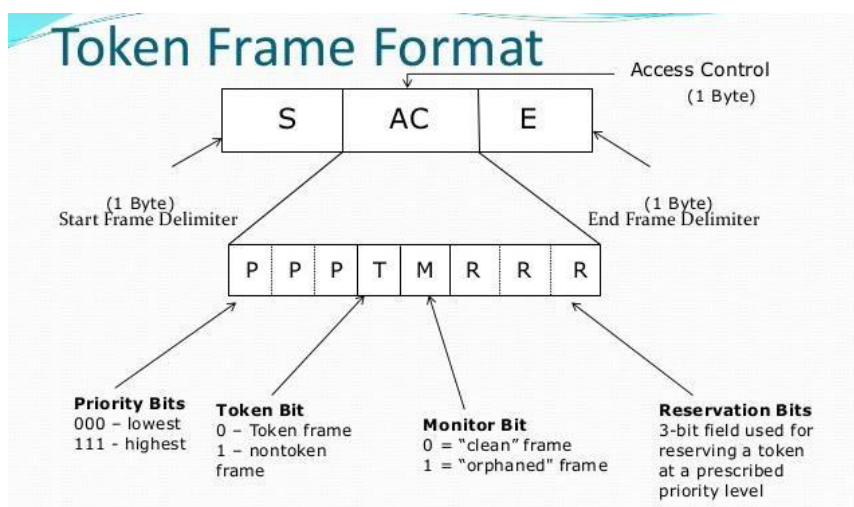 Token Frame Format
Access Control
(1 Byte)
S AC E
(1 Byte)
Start Frame Delimiter
(1 Byte)
End Frame Delimiter
P P P T M R R R
Priority Bits
000 – lowest
111 - highest
Token Bit
0 – Token frame
1 – nontoken
frame
Monitor Bit
0 = “clean” frame
1 = “orphaned” frame
Reservation Bits
3-bit field used for
reserving a token
at a prescribed
priority level